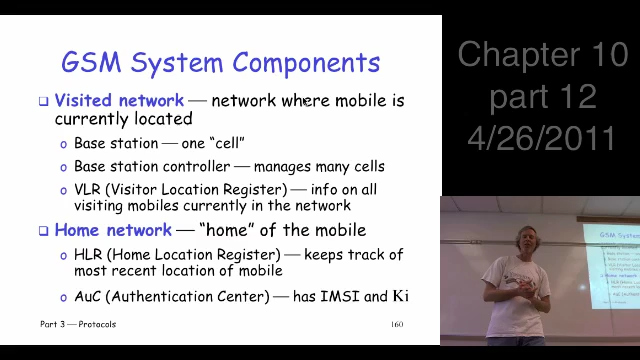 GSM System Components
Visited network — network where mobile is
currently located
Base station — one “cell”
Base station controller — manages many cells
VLR (Visitor Location Register) — info on all
visiting mobiles currently in the network
Home network — “home” of the mobile
HLR (Home Location Register) — keeps track of
most recent location of mobile
AuC (Authentication Center) — has IMSI and Ki
Part 3 — Protocols
160
Chapter 10
part 12
4/26/2011
GSM System Components